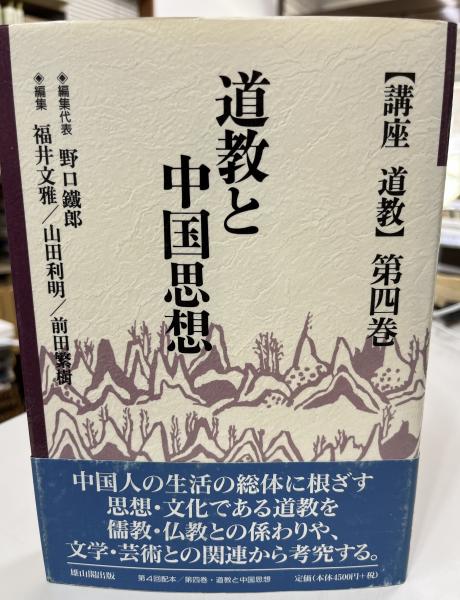 【講座 道教】第四巻
道教と
中国思想
◈編集代表 野口鐵郎
◈編集 福井文雅/山田利明/前田繁樹
中国人の生活の総体に根ざす
思想・文化である道教を
儒教・仏教との係わりや、
文学・芸術との関連から考究する。
雄山閣出版 第4回配本/第四巻・道教と中国思想 定価(本体4500円+税)